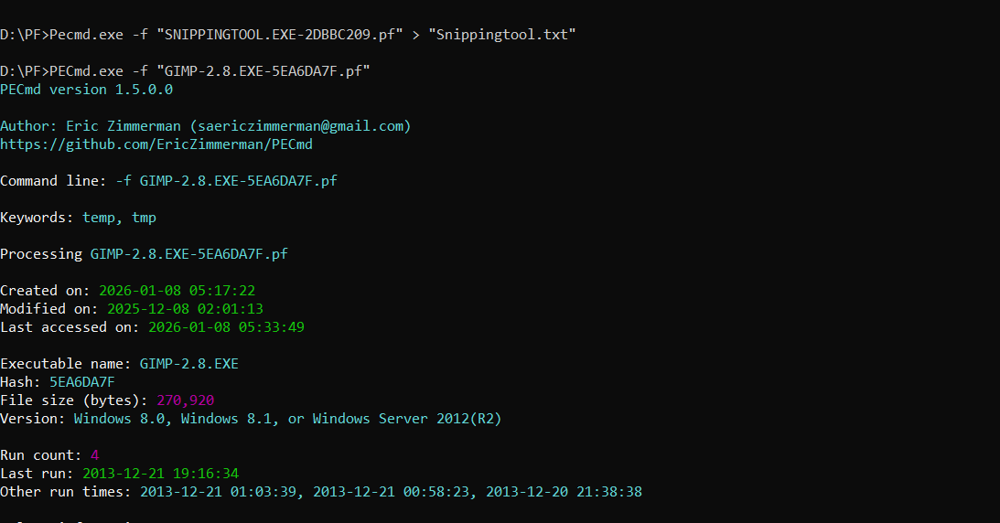 D:\PF>Pecmd.exe -f "SNIPPINGTOOL.EXE-2DBBC209.pf" > "Snippingtool.txt"
D:\PF>PECmd.exe -f "GIMP-2.8.EXE-5EA6DA7F.pf"
PECmd version 1.5.0.0
Author: Eric Zimmerman (saericzimmerman@gmail.com)
https://github.com/EricZimmerman/PECmd
Command line: -f GIMP-2.8.EXE-5EA6DA7F.pf
Keywords: temp, tmp
Processing GIMP-2.8.EXE-5EA6DA7F.pf
Created on: 2026-01-08 05:17:22
Modified on: 2025-12-08 02:01:13
Last accessed on: 2026-01-08 05:33:49
Executable name: GIMP-2.8.EXE
Hash: 5EA6DA7F
File size (bytes): 270,920
Version: Windows 8.0, Windows 8.1, or Windows Server 2012(R2)
Run count: 4
Last run: 2013-12-21 19:16:34
Other run times: 2013-12-21 01:03:39, 2013-12-21 00:58:23, 2013-12-20 21:38:38